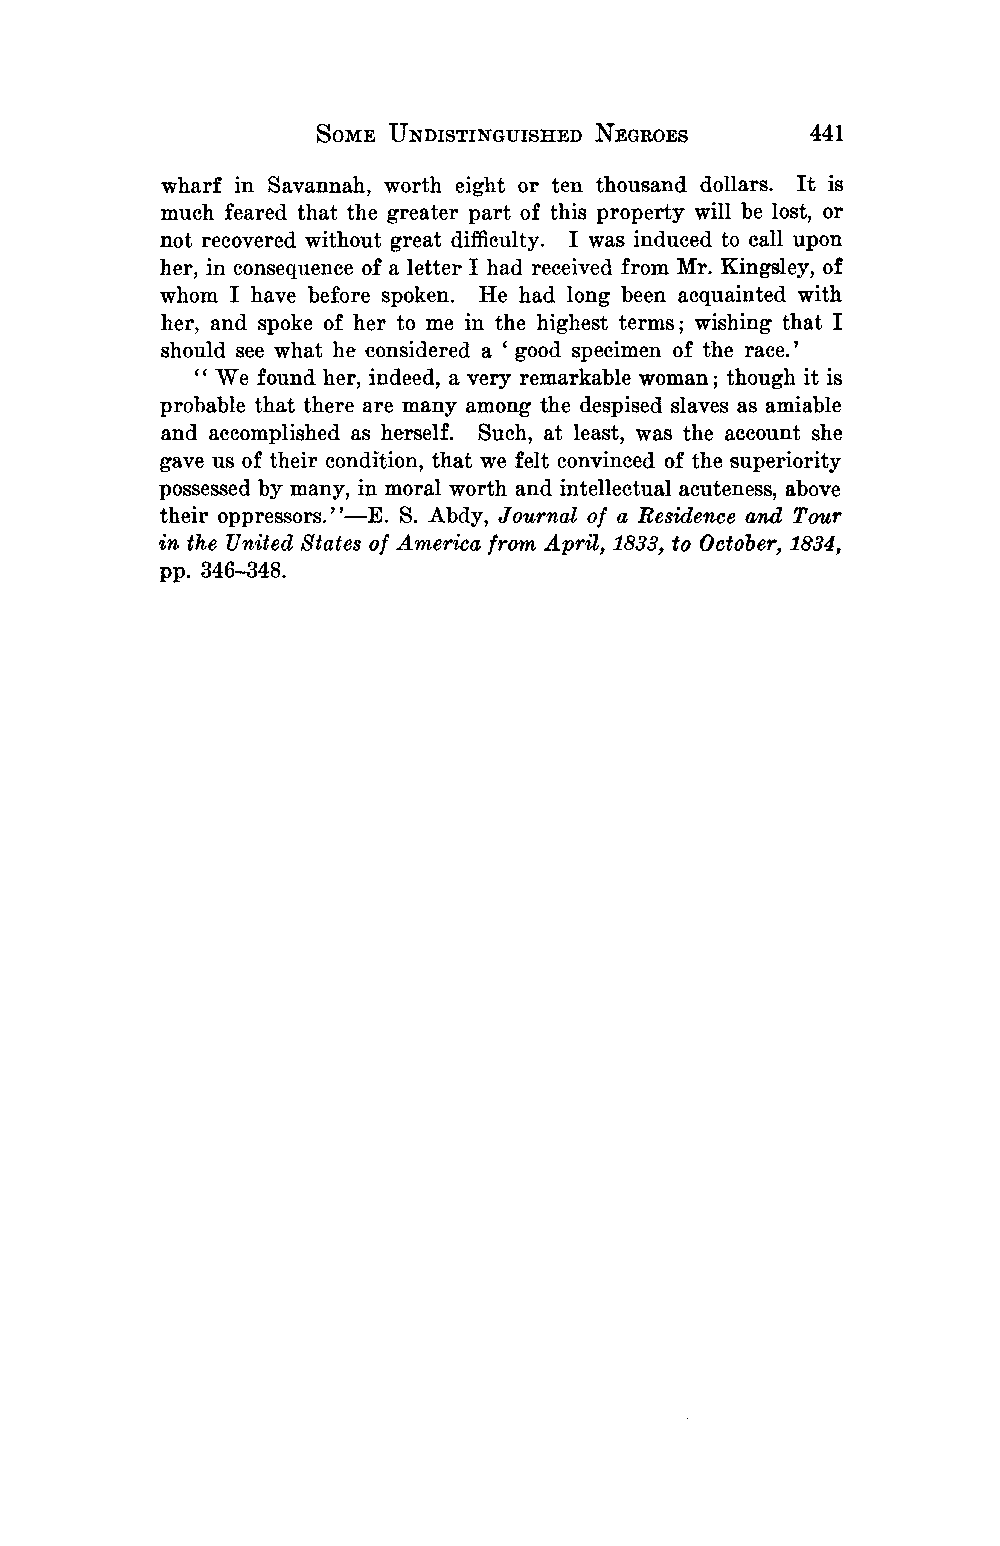 SOME UNDISTINGUISHED NEGROES 441
wharf in Savannah, worth eight or ten thousand dollars. It is
much feared that the greater part of this property will be lost, or
not recovered without great difficulty. I was induced to call upon
her, in consequence of a letter I had received from Mr. Kingsley, of
whom I have before spoken. He had long been acquainted with
her, and spoke of her to me in the highest terms; wishing that I
should see what he considered a ‘ good specimen of the race.’
“ We found her, indeed, a very remarkable woman; though it is
probable that there are many among the despised slaves as amiable
and accomplished as herself. Such, at least, was the account she
gave us of their condition, that we felt convinced of the superiority
possessed by many, in moral worth and intellectual acuteness, above
their oppressors.”—E. S. Abdy, Journal of a Residence and Tour
in the United States of America from April, 1833, to October, 1834,
pp. 346–348.